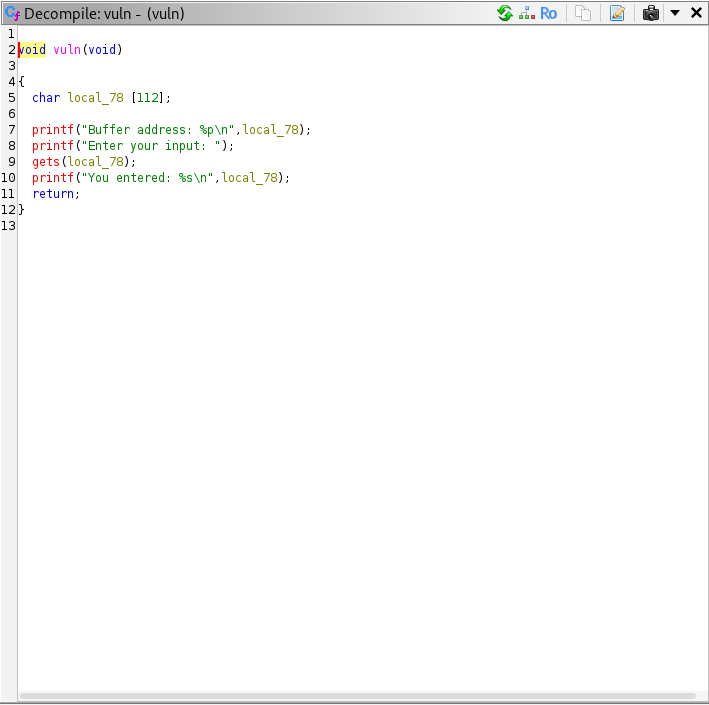 Decompile: vuln - (vuln)
Ro
1
2 void vuln(void)
3
4 {
5 char local_78 [112];
6
7 printf("Buffer address: %p\n",local_78);
8 printf("Enter your input: ");
9 gets(local_78);
10 printf("You entered: %s\n",local_78);
11 return;
12 }
13